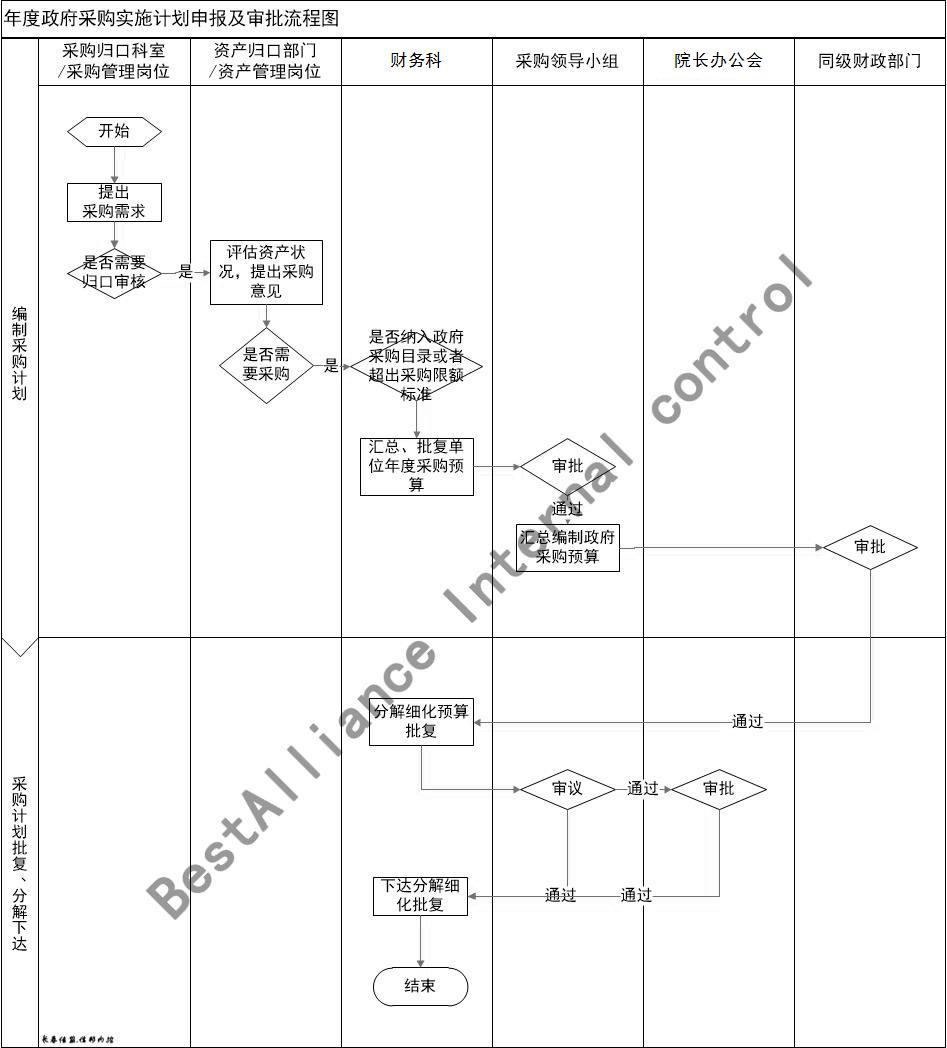 年度政府采购实施计划申报及审批流程图
采购归口科室
/采购管理岗位
资产归口部门
/资产管理岗位
财务科
采购领导小组
院长办公会
同级财政部门
编制采购计划
开始
提出
采购需求
是否需要
归口审核
是
评估资产状
况，提出采购
意见
是否需
要采购
是
是否纳入政府
采购目录或者
超出采购限额
标准
汇总、批复单
位年度采购预
算
审批
通过
汇总编制政府
采购预算
审批
采购计划批复、分解下达
通过
分解细化预算
批复
审议
通过
审批
通过
通过
下达分解细
化批复
结束
BestAlliance Internal control